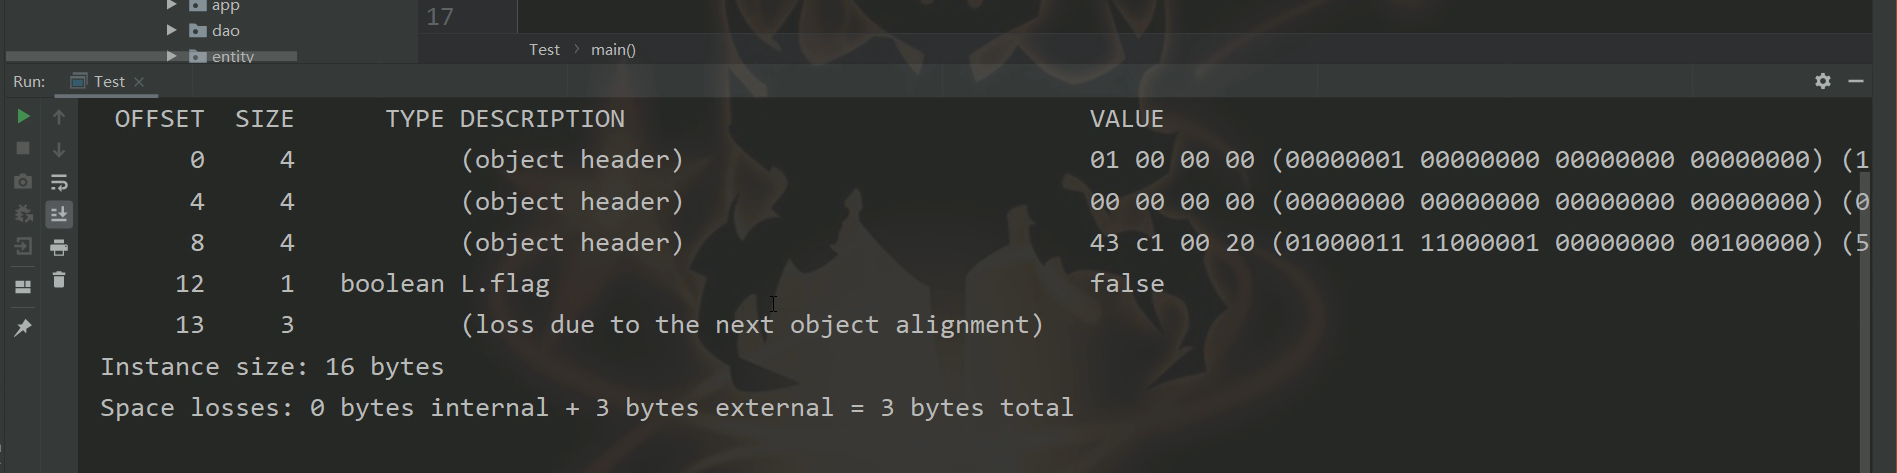 app
17
dao
entity
Test > main()
Run: Test ×
OFFSET SIZE TYPE DESCRIPTION VALUE
0 4 (object header) 01 00 00 00 (00000001 00000000 00000000 00000000) (1
4 4 (object header) 00 00 00 00 (00000000 00000000 00000000 00000000) (0
8 4 (object header) 43 c1 00 20 (01000011 11000001 00000000 00100000) (5
12 1 boolean L.flag false
13 3 (loss due to the next object alignment)
Instance size: 16 bytes
Space losses: 0 bytes internal + 3 bytes external = 3 bytes total